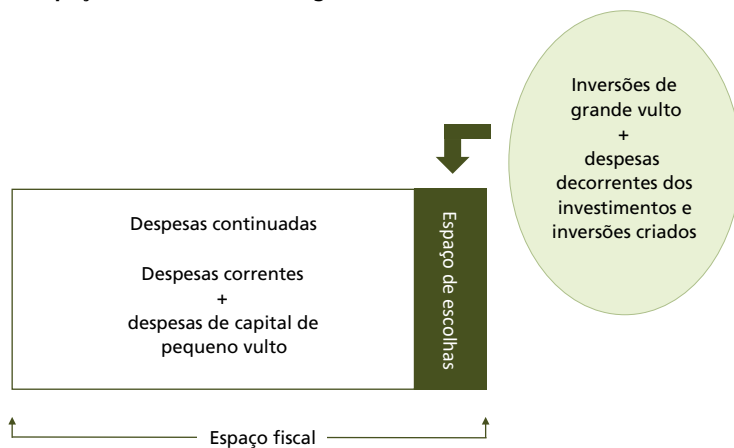 Inversões de
grande vulto
+
despesas
decorrentes dos
investimentos e
inversões criados
Despesas continuadas
Despesas correntes
+
despesas de capital de
pequeno vulto
Espaço de escolhas
Espaço fiscal